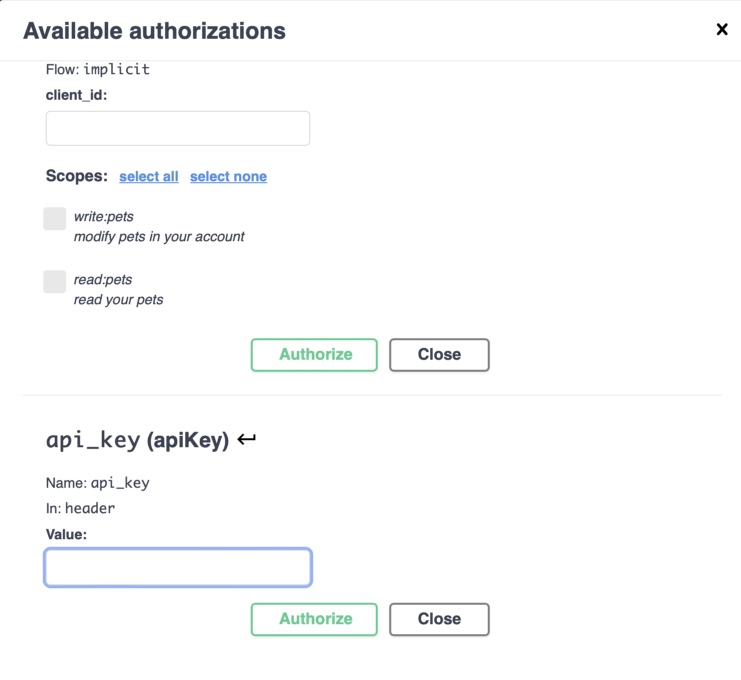 Available authorizations
Flow: implicit
client_id:
Scopes: select all select none
write:pets
modify pets in your account
read:pets
read your pets
Authorize Close
api_key (apiKey)
Name: api_key
In: header
Value:
Authorize Close